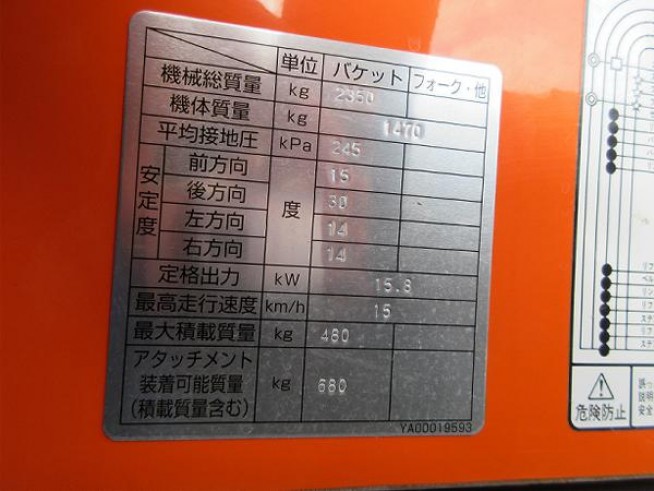 単位 バケット フォーク・他
機械総質量 kg 2350
機体質量 kg 1470
平均接地圧 kPa 245
安定度 前方向 度 15
後方向 30
左方向 14
右方向 14
定格出力 kW 15.8
最高走行速度 km/h 15
最大積載質量 kg 480
アタッチメント
装着可能質量 kg 680
(積載質量含む)
YA00019593
危険防止